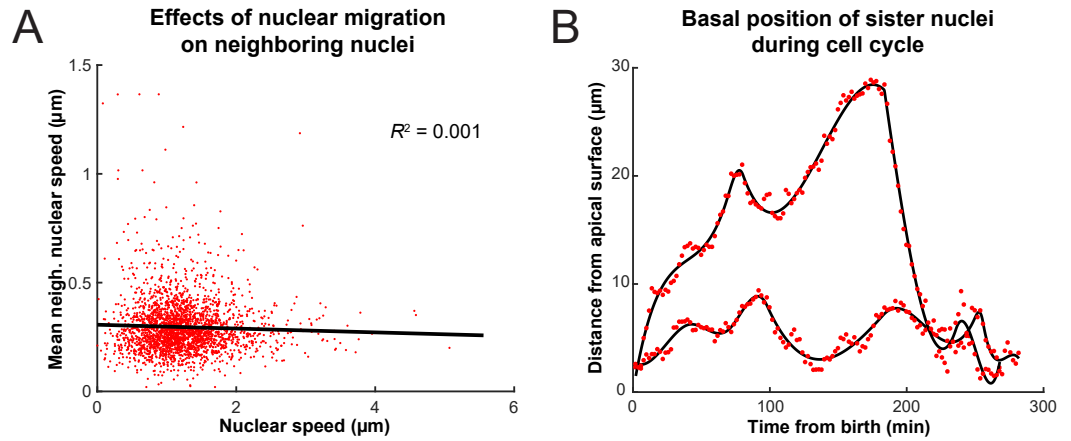 A
Effects of nuclear migration
on neighboring nuclei
Mean neigh. nuclear speed (µm)
1.5
1
0.5
0
R² = 0.001
0
2
4
6
Nuclear speed (µm)
B
Basal position of sister nuclei
during cell cycle
Distance from apical surface (µm)
30
20
10
0
0
100
200
300
Time from birth (min)